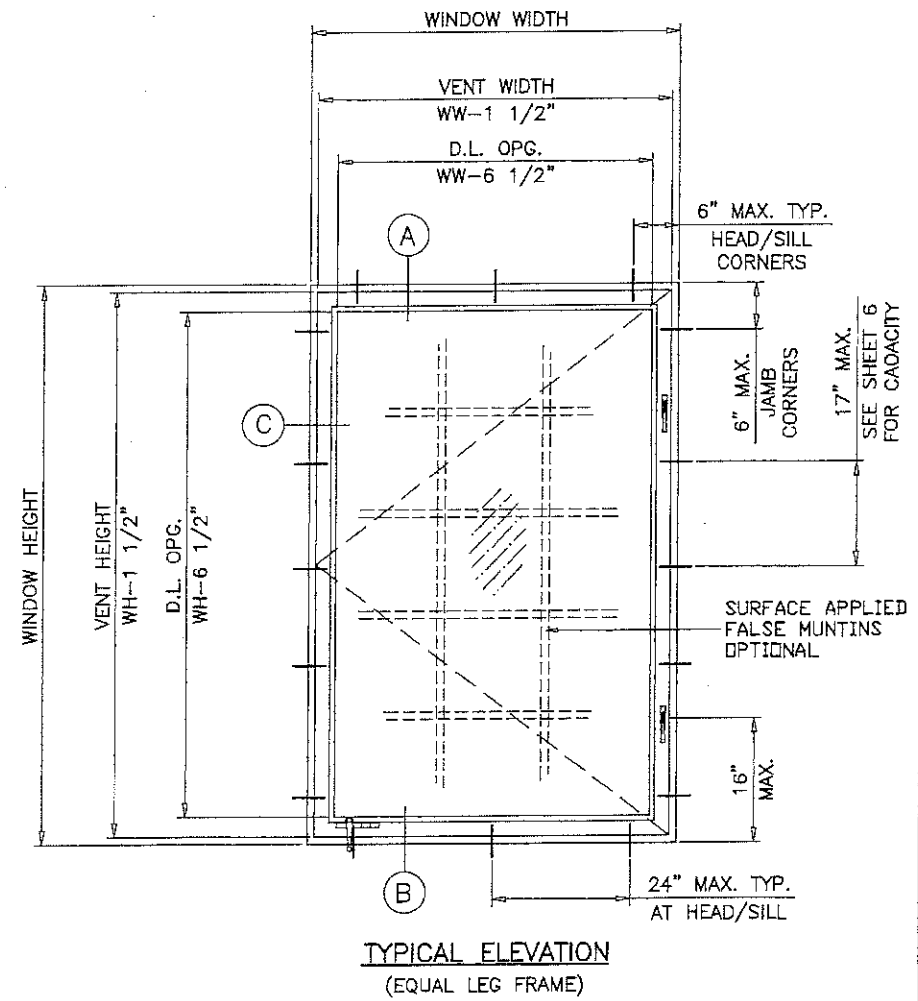 WINDOW WIDTH
VENT WIDTH
WW-1 1/2"
D.L. OPG.
WW-6 1/2"
6" MAX. TYP.
HEAD/SILL
CORNERS
A
C
B
WINDOW HEIGHT
VENT HEIGHT
WH-1 1/2"
D.L. OPG.
WH-6 1/2"
6" MAX.
JAMB
CORNERS
17" MAX.
SEE SHEET 6
FOR CADACITY
SURFACE APPLIED
FALSE MUNTINS
OPTIONAL
16"
MAX.
24" MAX. TYP.
AT HEAD/SILL
TYPICAL ELEVATION
(EQUAL LEG FRAME)